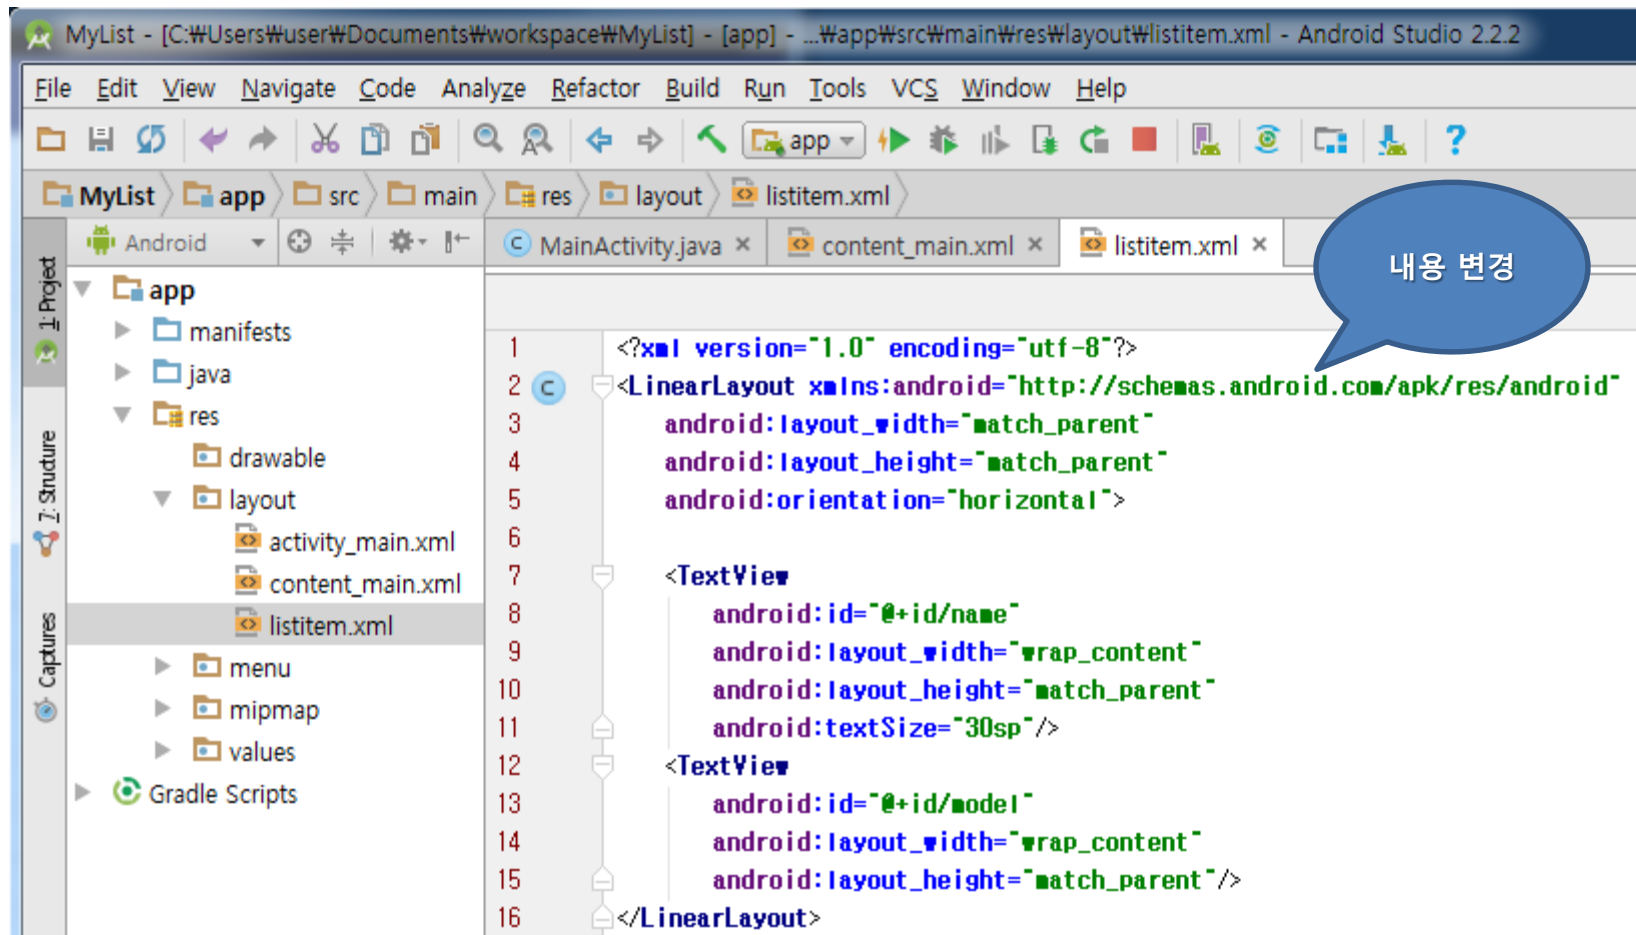 MyList - [C:₩Users₩user₩Documents₩workspace₩MyList] - [app] - ...₩app₩src₩main₩res₩layout₩listitem.xml - Android Studio 2.2.2
File Edit View Navigate Code Analyze Refactor Build Run Tools VCS Window Help
app
MyList app src main res layout listitem.xml
Android
MainActivity.java × content_main.xml × listitem.xml ×
내용 변경
1: Project
7: Structure
Captures
app
manifests
java
res
drawable
layout
activity_main.xml
content_main.xml
listitem.xml
menu
mipmap
values
Gradle Scripts
1 <?xml version="1.0" encoding="utf-8"?>
2 C <LinearLayout xmlns:android="http://schemas.android.com/apk/res/android"
3 android:layout_width="match_parent"
4 android:layout_height="match_parent"
5 android:orientation="horizontal">
6
7 <TextView
8 android:id="@+id/name"
9 android:layout_width="wrap_content"
10 android:layout_height="match_parent"
11 android:textSize="30sp"/>
12 <TextView
13 android:id="@+id/model"
14 android:layout_width="wrap_content"
15 android:layout_height="match_parent"/>
16 </LinearLayout>